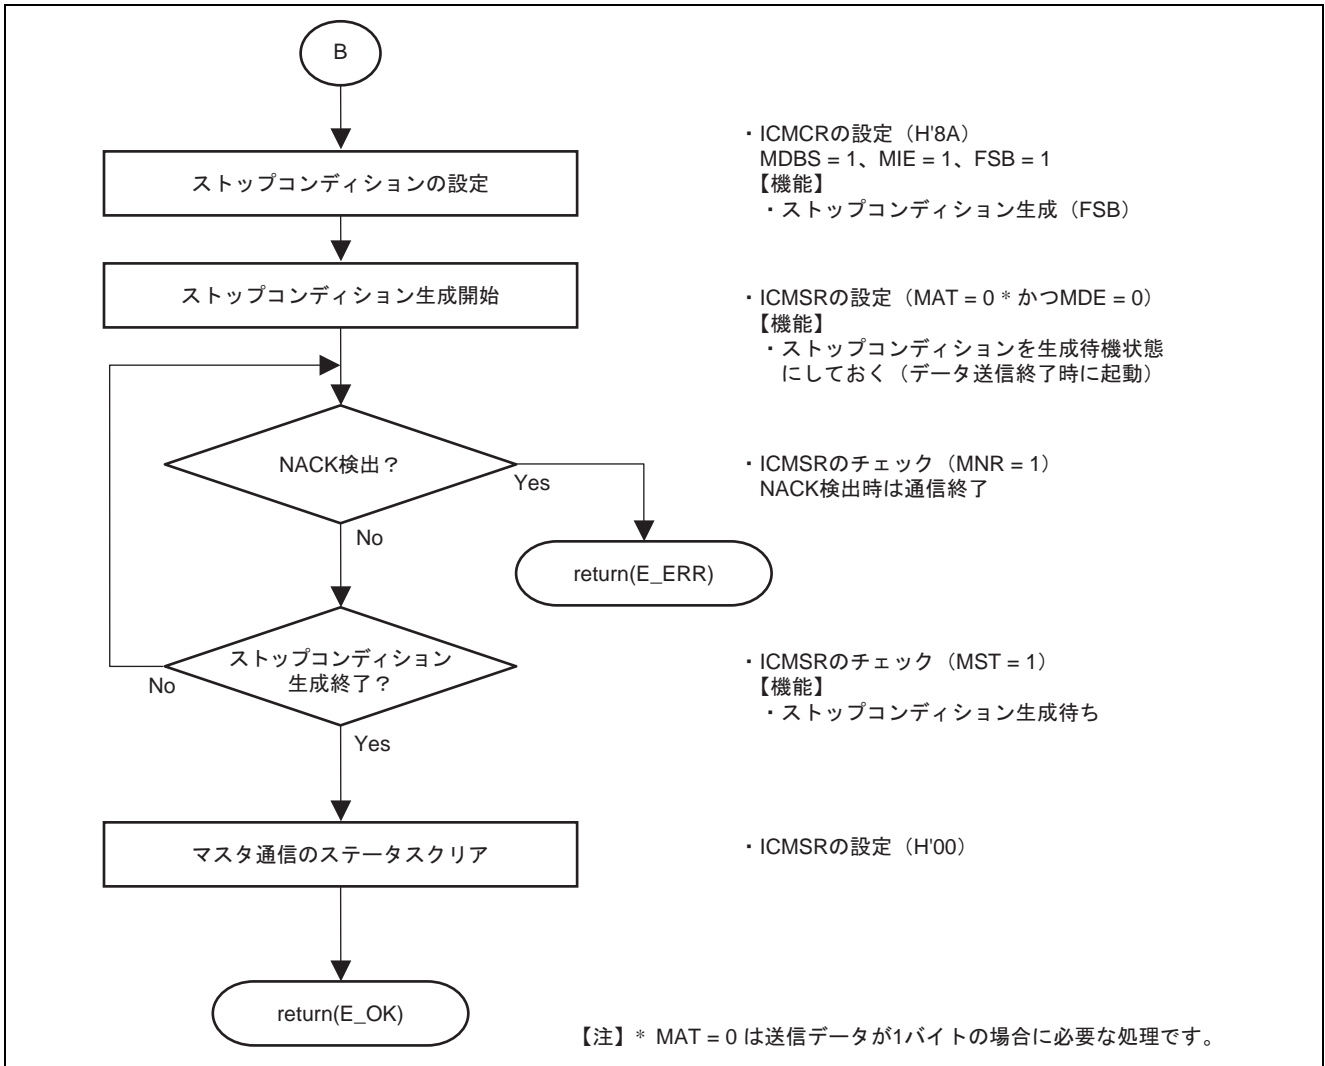 B
ストップコンディションの設定
・ICMCRの設定（H'8A）
MDBS = 1、MIE = 1、FSB = 1
【機能】
・ストップコンディション生成（FSB）
ストップコンディション生成開始
・ICMSRの設定（MAT = 0 * かつMDE = 0）
【機能】
・ストップコンディションを生成待機状態
にしておく（データ送信終了時に起動）
NACK検出？
Yes
No
・ICMSRのチェック（MNR = 1）
NACK検出時は通信終了
return(E_ERR)
ストップコンディション
生成終了？
No
Yes
・ICMSRのチェック（MST = 1）
【機能】
・ストップコンディション生成待ち
マスタ通信のステータスクリア
・ICMSRの設定（H'00）
return(E_OK)
【注】* MAT = 0 は送信データが1バイトの場合に必要な処理です。